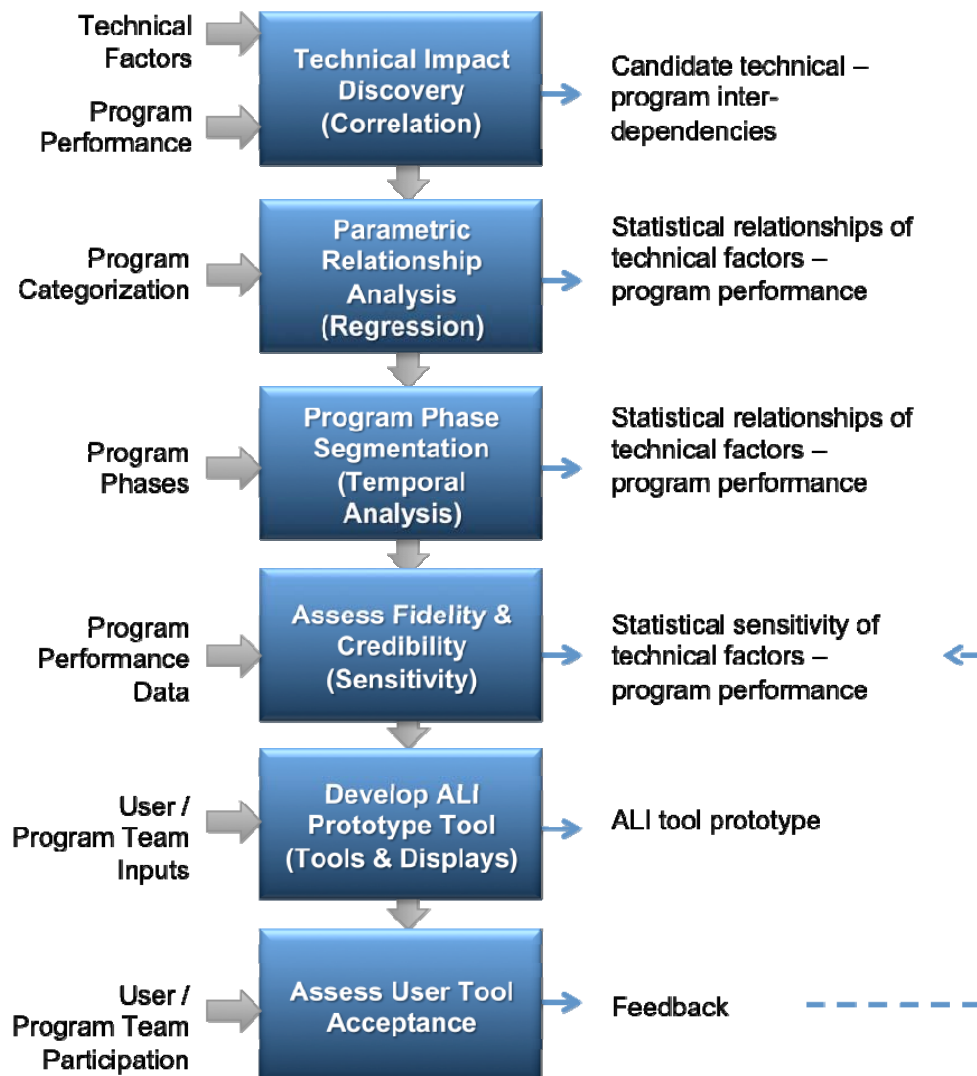 Technical
Factors
Program
Performance
Technical Impact
Discovery
(Correlation)
Candidate technical –
program inter-
dependencies
Program
Categorization
Parametric
Relationship
Analysis
(Regression)
Statistical relationships of
technical factors –
program performance
Program
Phases
Program Phase
Segmentation
(Temporal
Analysis)
Statistical relationships of
technical factors –
program performance
Program
Performance
Data
Assess Fidelity &
Credibility
(Sensitivity)
Statistical sensitivity of
technical factors –
program performance
User /
Program Team
Inputs
Develop ALI
Prototype Tool
(Tools & Displays)
ALI tool prototype
User /
Program Team
Participation
Assess User Tool
Acceptance
Feedback